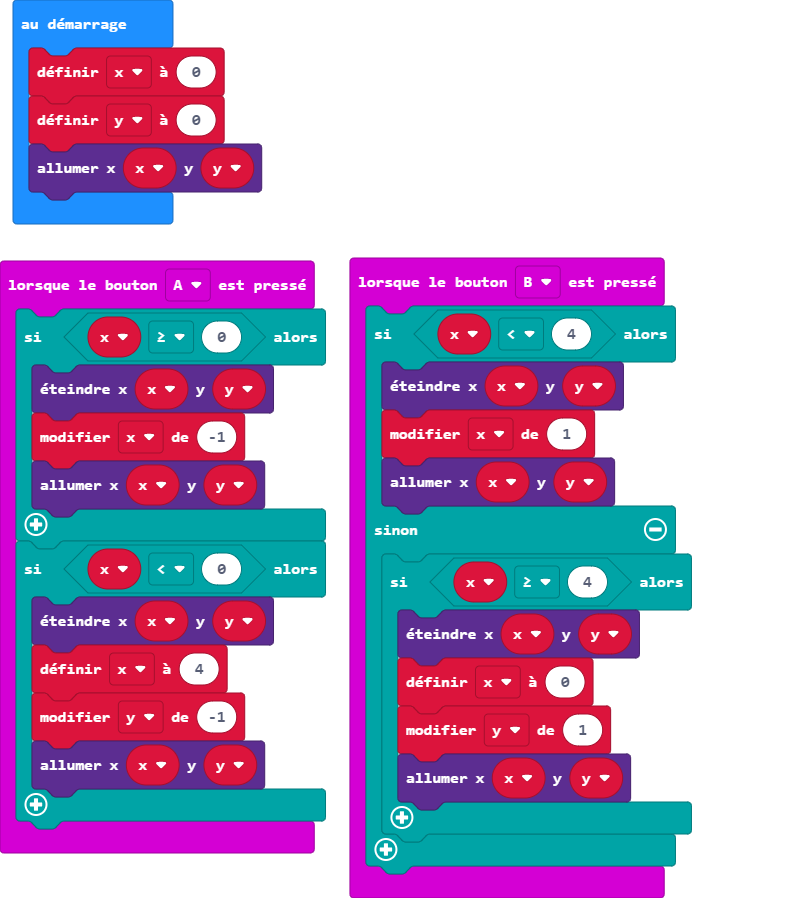 au démarrage
définir x à 0
définir y à 0
allumer x x y y
lorsque le bouton A est pressé
si x ≥ 0 alors
éteindre x x y y
modifier x de -1
allumer x x y y
si x < 0 alors
éteindre x x y y
définir x à 4
modifier y de -1
allumer x x y y
lorsque le bouton B est pressé
si x < 4 alors
éteindre x x y y
modifier x de 1
allumer x x y y
sinon
si x ≥ 4 alors
éteindre x x y y
définir x à 0
modifier y de 1
allumer x x y y